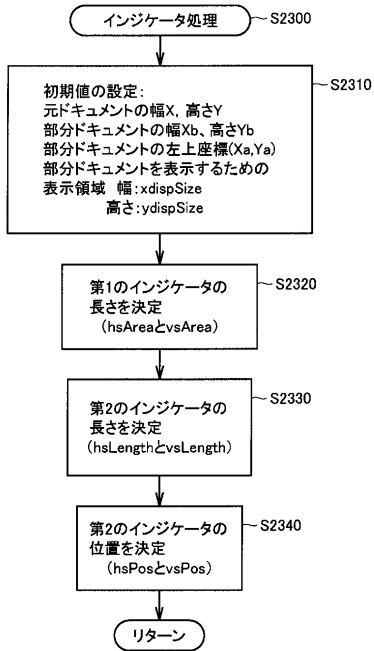 インジケータ処理
S2300
S2310
初期値の設定:
元ドキュメントの幅X, 高さY
部分ドキュメントの幅Xb、高さYb
部分ドキュメントの左上座標(Xa,Ya)
部分ドキュメントを表示するための
表示領域 幅:xdispSize
高さ:ydispSize
S2320
第1のインジケータの
長さを決定
(hsAreaとvsArea)
S2330
第2のインジケータの
長さを決定
(hsLengthとvsLength)
S2340
第2のインジケータの
位置を決定
(hsPosとvsPos)
リターン